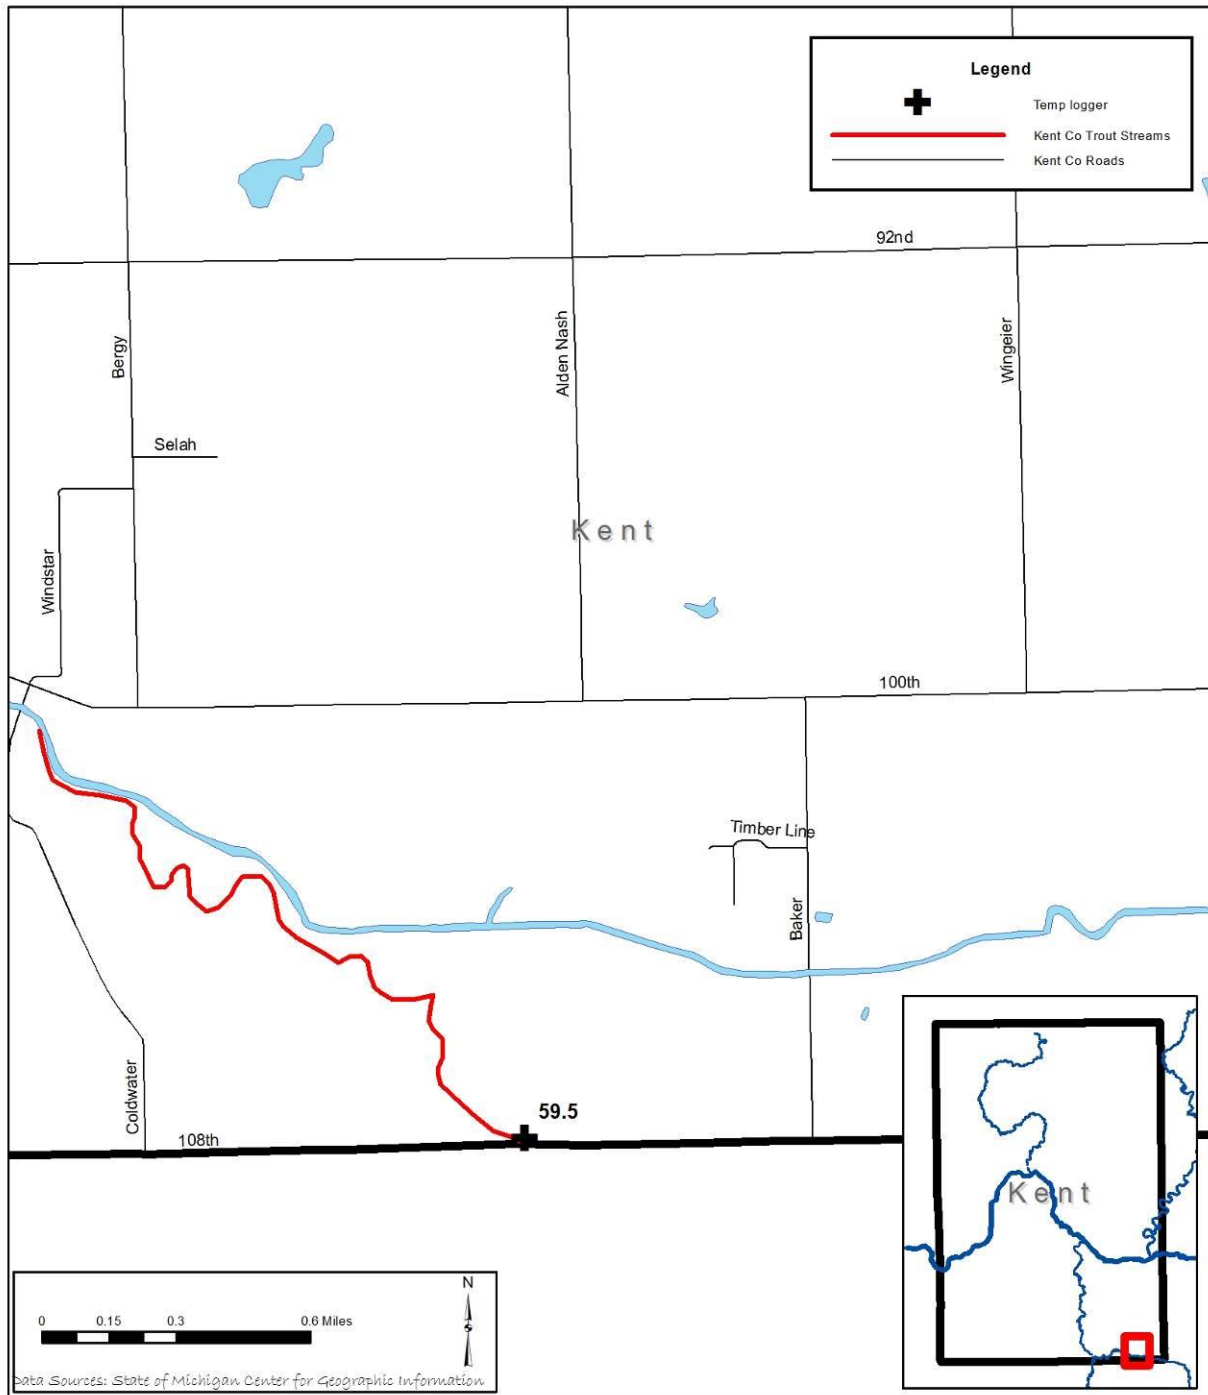 Legend
Temp logger
Kent Co Trout Streams
Kent Co Roads
92nd
Bergy
Alden Nash
Wingeier
Selah
Kent
Windstar
100th
Timber Line
Baker
Coldwater
59.5
108th
Kent
N
0 0.15 0.3 0.6 Miles
Data Sources: State of Michigan Center for Geographic Information